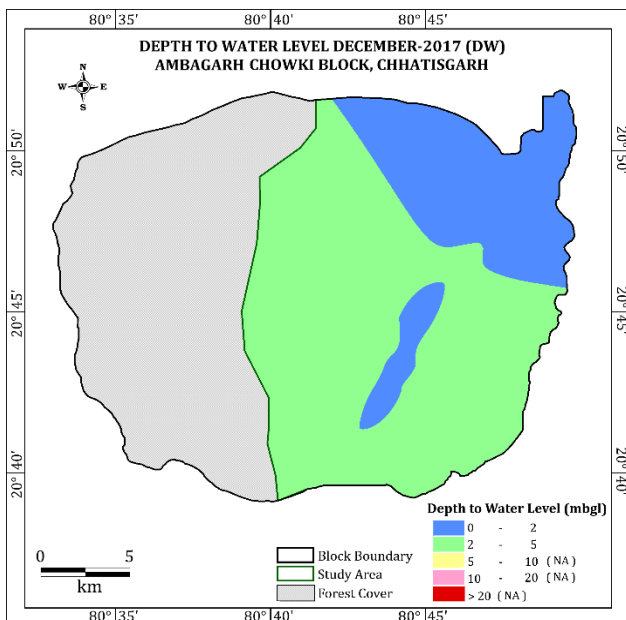 80° 35' 80° 40' 80° 45'
DEPTH TO WATER LEVEL DECEMBER-2017 (DW)
AMBAGARH CHOWKI BLOCK, CHHATISGARH
N
W E
S
20° 50' 20° 50'
20° 45' 20° 45'
20° 40' 20° 40'
Depth to Water Level (mbgl)
0 - 2
2 - 5
5 - 10 (NA)
10 - 20 (NA)
> 20 (NA)
Block Boundary
Study Area
Forest Cover
0 5
km
80° 35' 80° 40' 80° 45'